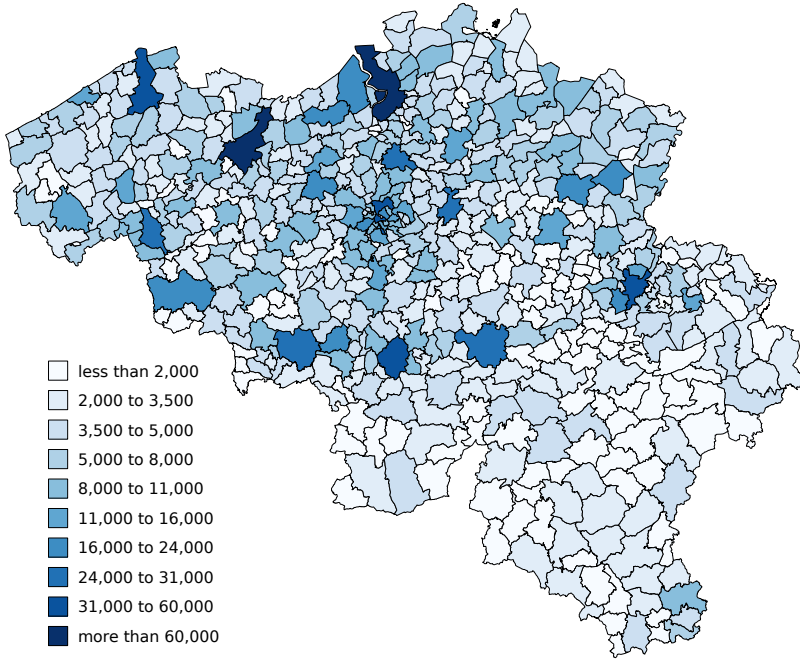 less than 2,000
2,000 to 3,500
3,500 to 5,000
5,000 to 8,000
8,000 to 11,000
11,000 to 16,000
16,000 to 24,000
24,000 to 31,000
31,000 to 60,000
more than 60,000